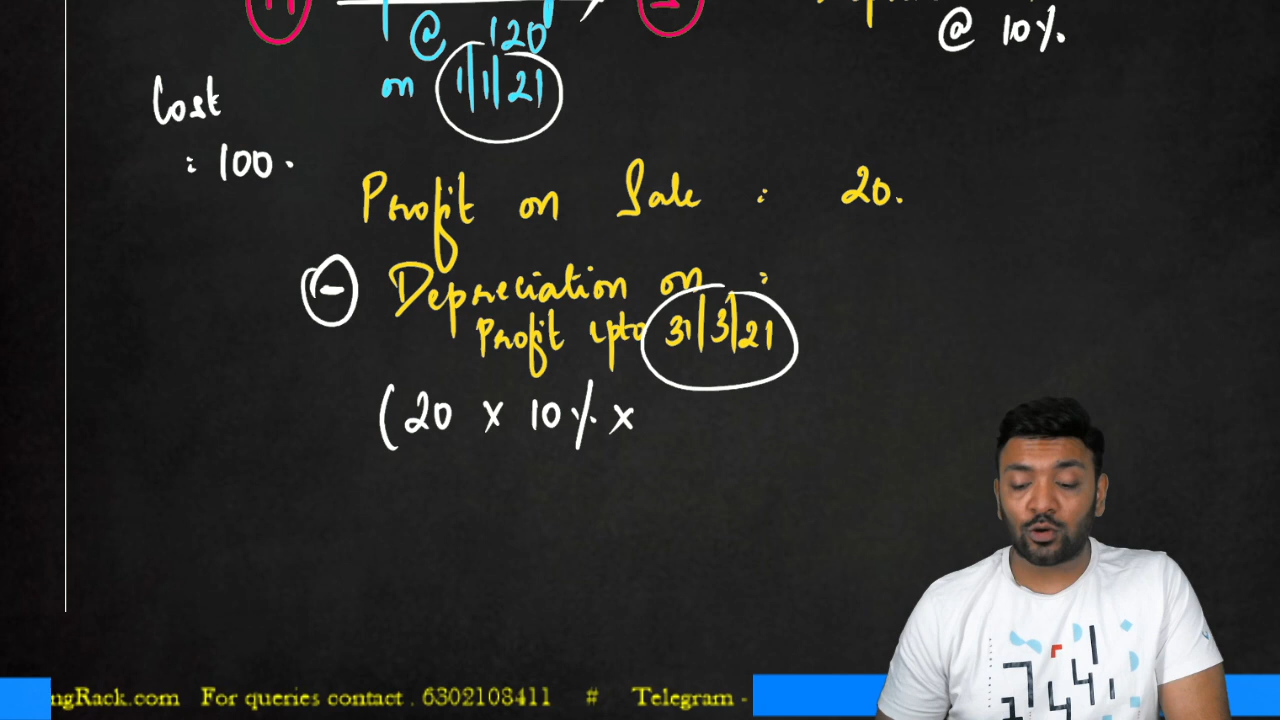 @ 120
@ 10%.
on 1/1/21
Cost
: 100.
Profit on Sale : 20.
(-) Depreciation on :
Profit upto 31/3/21
(20 x 10% x
ngRack.com For queries contact . 6302108411 # Telegram -